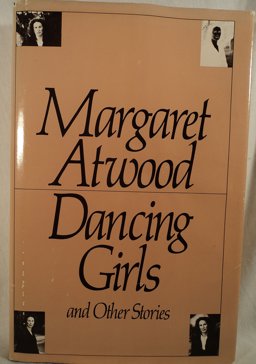 Margaret
Atwood
Dancing
Girls
and Other Stories